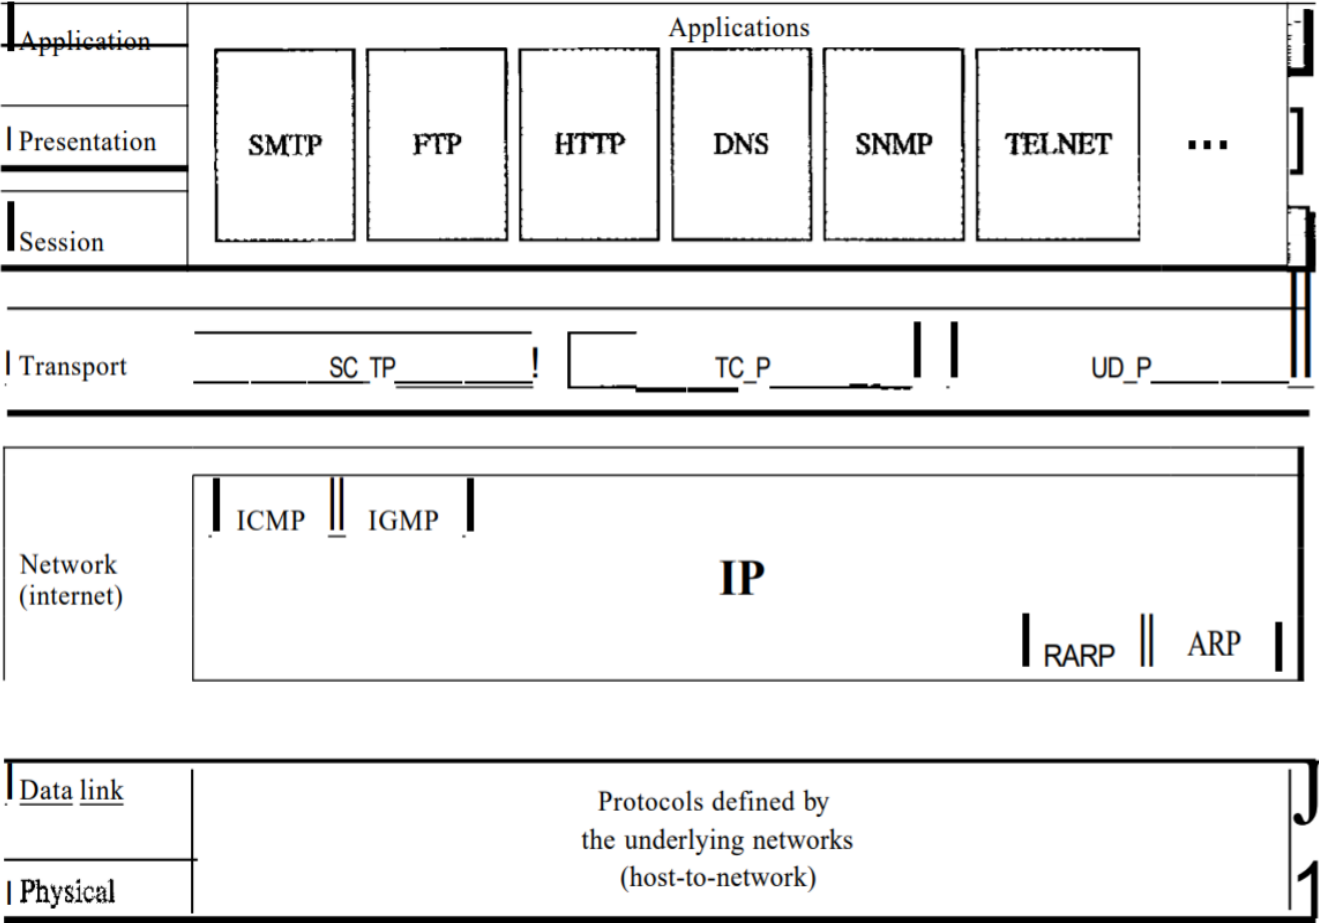 Applications
Application
Presentation
Session
SMTP
FTP
HTTP
DNS
SNMP
TELNET
...
Transport
SC_TP
TC_P
UD_P
Network
(internet)
ICMP
IGMP
IP
RARP
ARP
Data link
Physical
Protocols defined by
the underlying networks
(host-to-network)